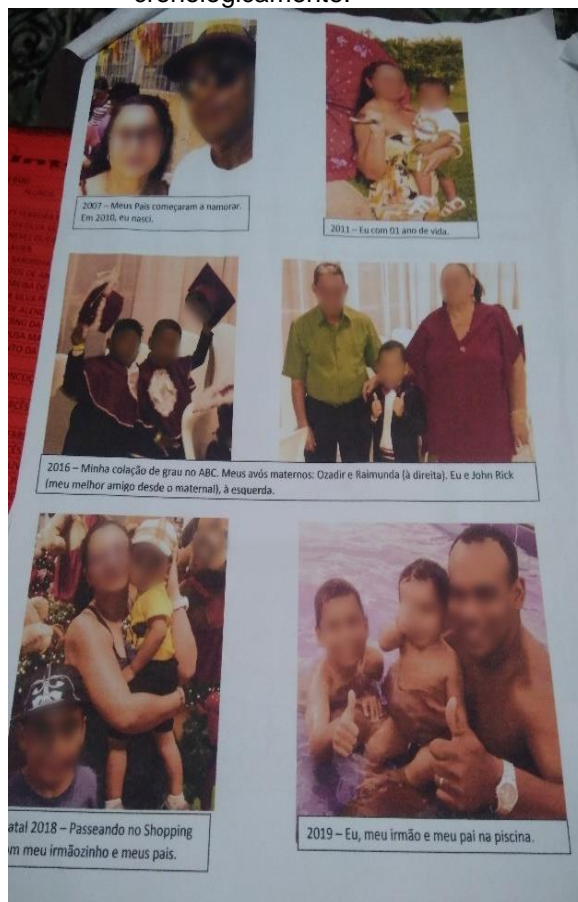 cronologicamente.
2007 – Meus Pais começaram a namorar.
Em 2010, eu nasci.
2011 – Eu com 01 ano de vida.
2016 – Minha colação de grau no ABC. Meus avós maternos: Ozadir e Raimunda (à direita). Eu e John Rick
(meu melhor amigo desde o maternal), à esquerda.
atal 2018 – Passeando no Shopping
om meu irmãozinho e meus pais.
2019 – Eu, meu irmão e meu pai na piscina.